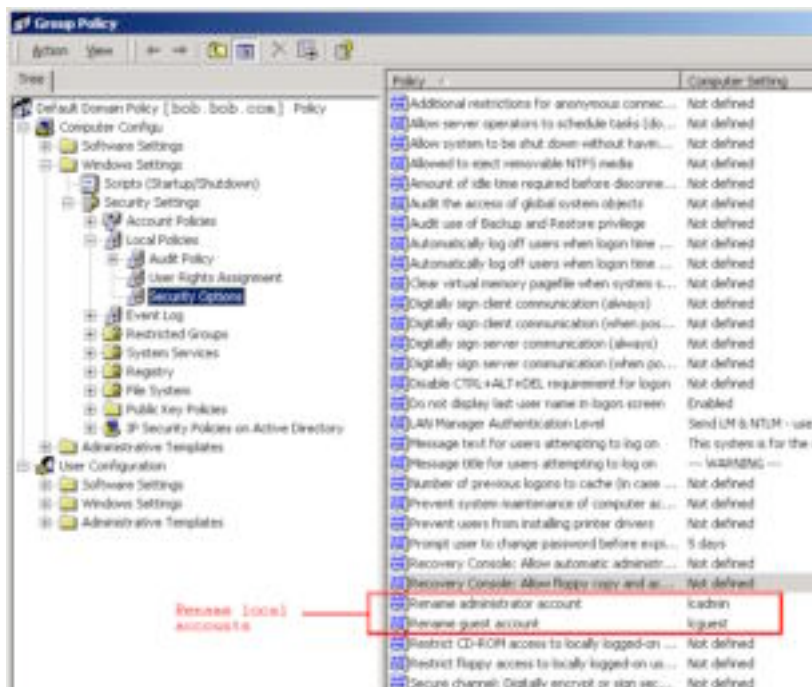 Group Policy
Action View
Tree
Default Domain Policy [bob.bob.com] Policy
Computer Configu
Software Settings
Windows Settings
Scripts (Startup/Shutdown)
Security Settings
Account Policies
Local Policies
Audit Policy
User Rights Assignment
Security Options
Event Log
Restricted Groups
System Services
Registry
File System
Public Key Policies
IP Security Policies on Active Directory
Administrative Templates
User Configuration
Software Settings
Windows Settings
Administrative Templates
Rename local
accounts
Policy Computer Setting
Additional restrictions for anonymous connec... Not defined
Allow server operators to schedule tasks (do... Not defined
Allow system to be shut down without havin... Not defined
Allowed to eject removable NTFS media Not defined
Amount of idle time required before disconne... Not defined
Audit the access of global system objects Not defined
Audit use of Backup and Restore privilege Not defined
Automatically log off users when logon time ... Not defined
Automatically log off users when logon time ... Not defined
Clear virtual memory pagefile when system s... Not defined
Digitally sign client communication (always) Not defined
Digitally sign client communication (when pos... Not defined
Digitally sign server communication (always) Not defined
Digitally sign server communication (when po... Not defined
Disable CTRL+ALT+DEL requirement for logon Not defined
Do not display last user name in logon screen Enabled
LAN Manager Authentication Level Send LM & NTLM - use
Message text for users attempting to log on This system is for the
Message title for users attempting to log on --- WARNING ---
Number of previous logons to cache (in case ... Not defined
Prevent system maintenance of computer ac... Not defined
Prevent users from installing printer drivers Not defined
Prompt user to change password before expi... 5 days
Recovery Console: Allow automatic administr... Not defined
Recovery Console: Allow floppy copy and ac... Not defined
Rename administrator account lcadmin
Rename guest account lcguest
Restrict CD-ROM access to locally logged-on ... Not defined
Restrict floppy access to locally logged-on us... Not defined
Secure channel: Digitally encrypt or sign sec... Not defined